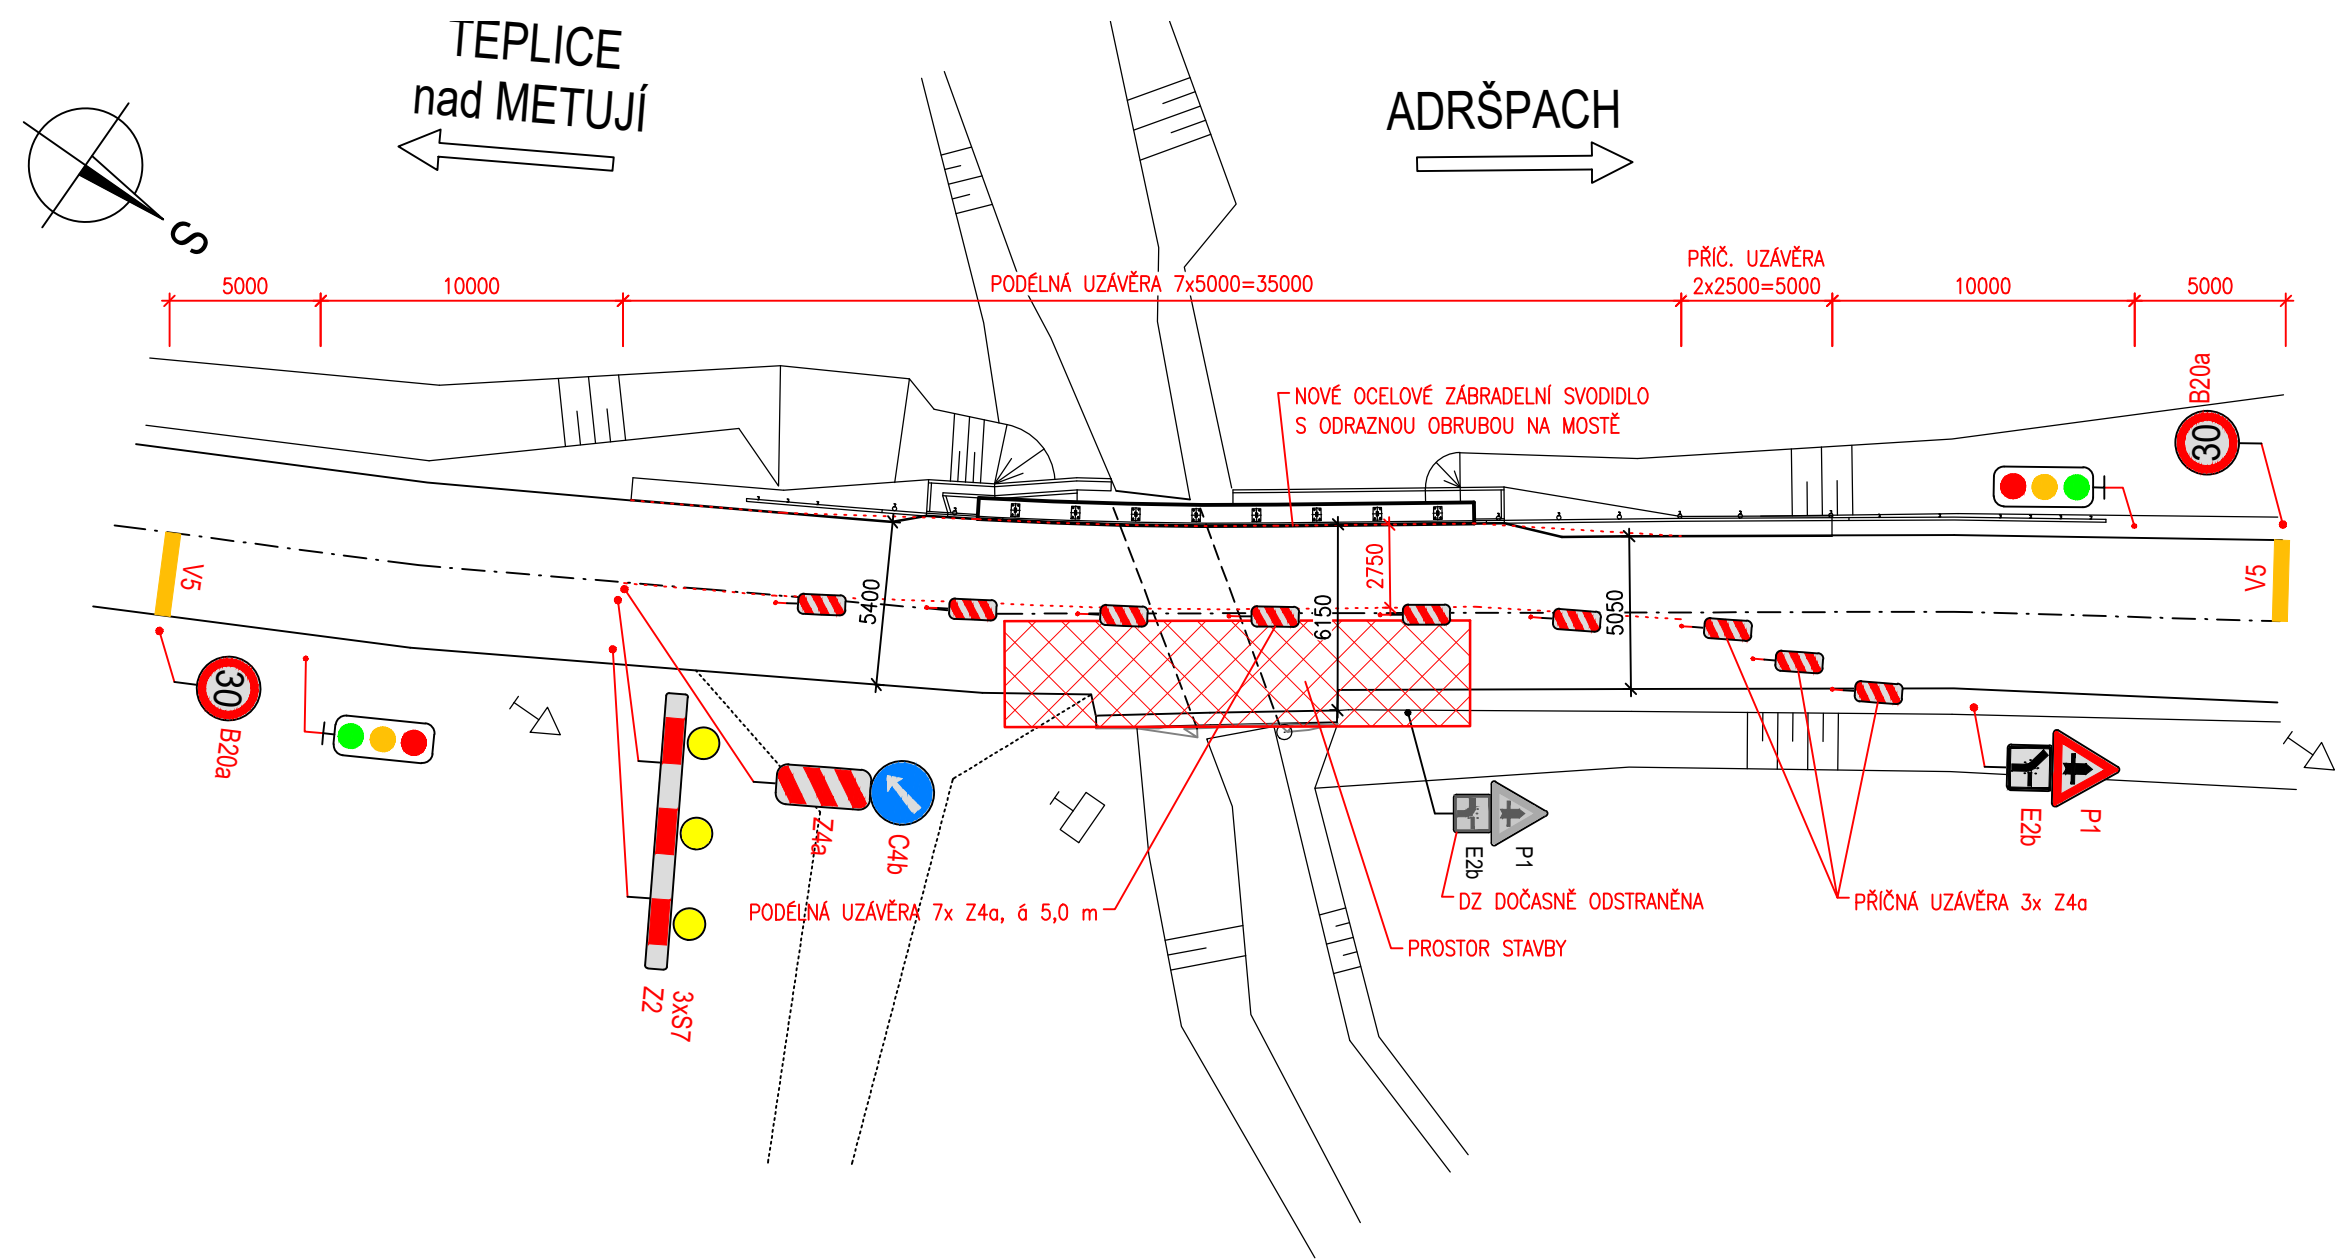 TEPLICE
nad METUJÍ
ADRŠPACH
S
5000
10000
PODÉLNÁ UZÁVĚRA 7x5000=35000
PŘÍČ. UZÁVĚRA
2x2500=5000
10000
5000
NOVÉ OCELOVÉ ZÁBRADELNÍ SVODIDLO
S ODRAZNOU OBRUBOU NA MOSTĚ
B20a
30
V5
V5
5400
2750
6150
5050
30
B20a
Z4a
C4b
E2b
P1
E2b
P1
PODÉLNÁ UZÁVĚRA 7x Z4a, á 5,0 m
DZ DOČASNĚ ODSTRANĚNA
PŘÍČNÁ UZÁVĚRA 3x Z4a
PROSTOR STAVBY
3xS7
Z2